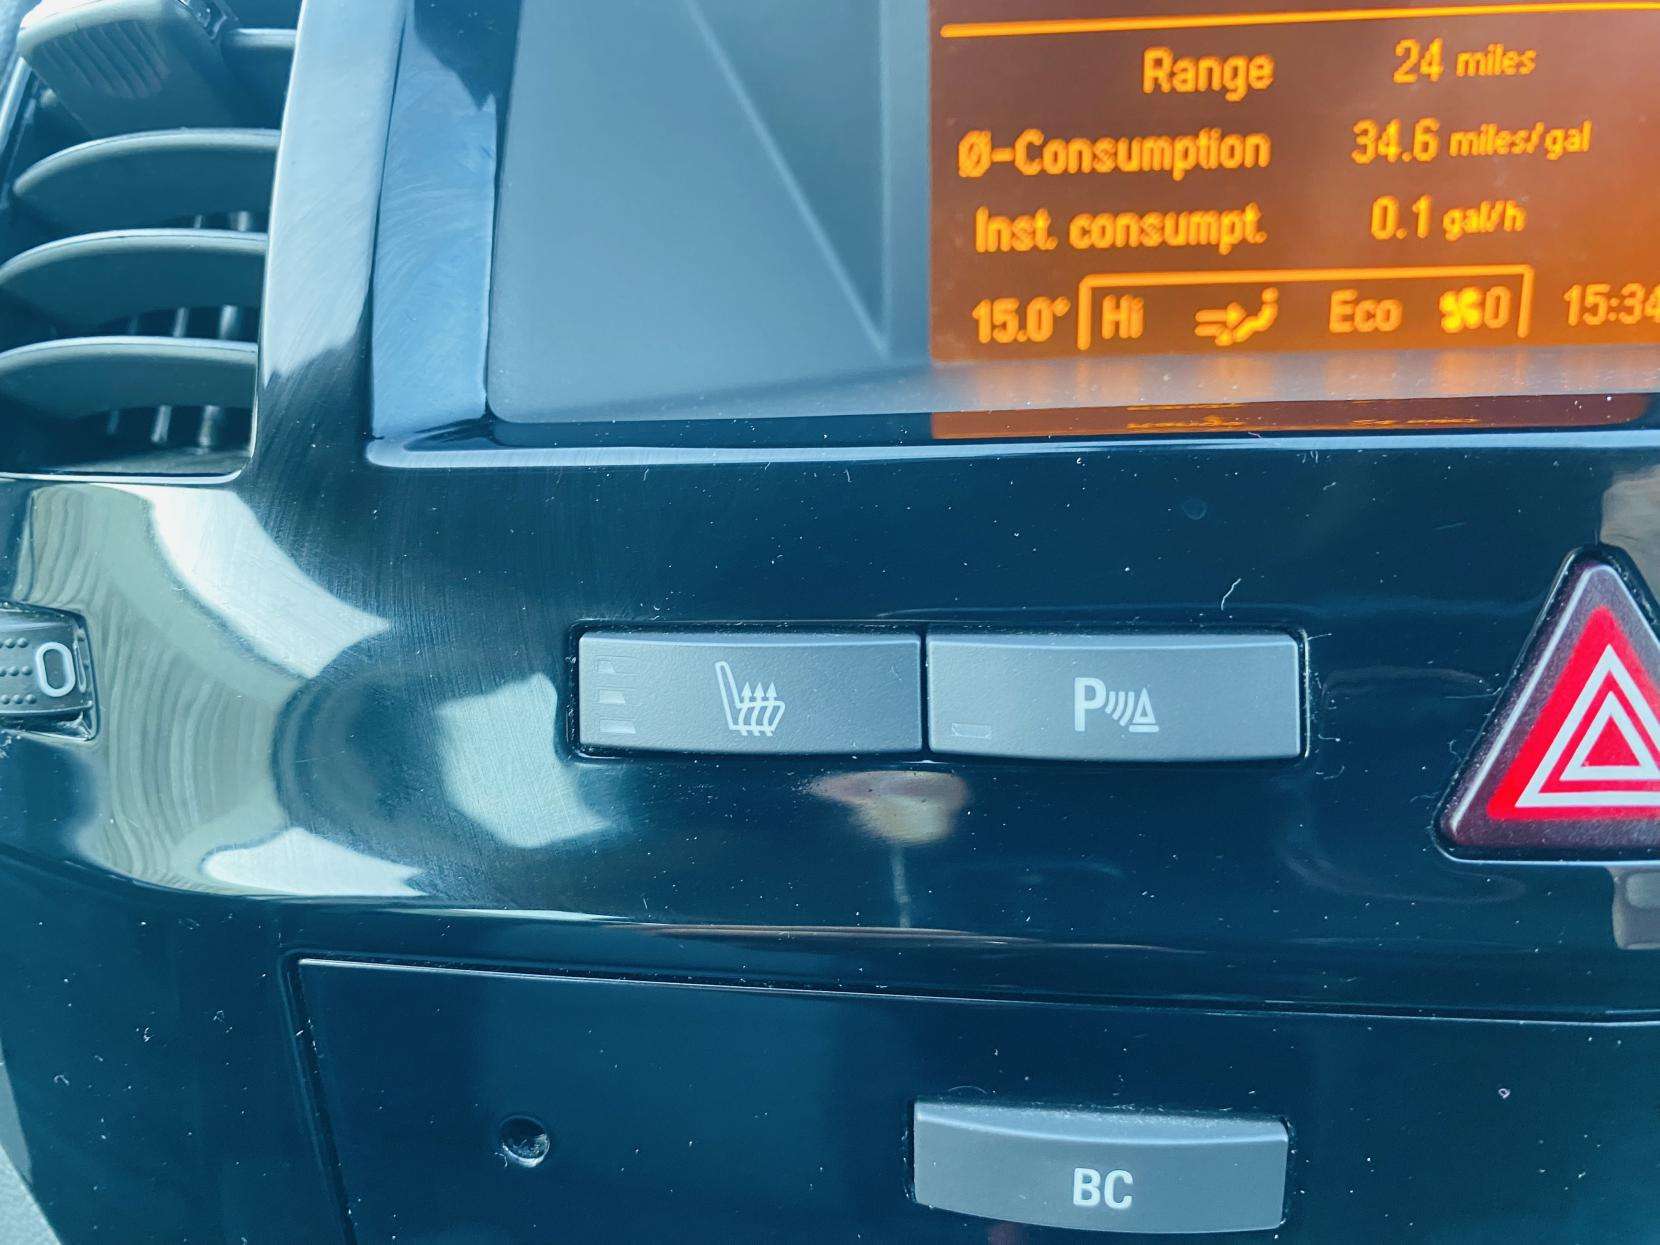 Range 24 miles
Ø-Consumption 34.6 miles/gal
Inst. consumpt. 0.1 gal/h
15.0° Hi Eco 0 15:34
0
P
BC